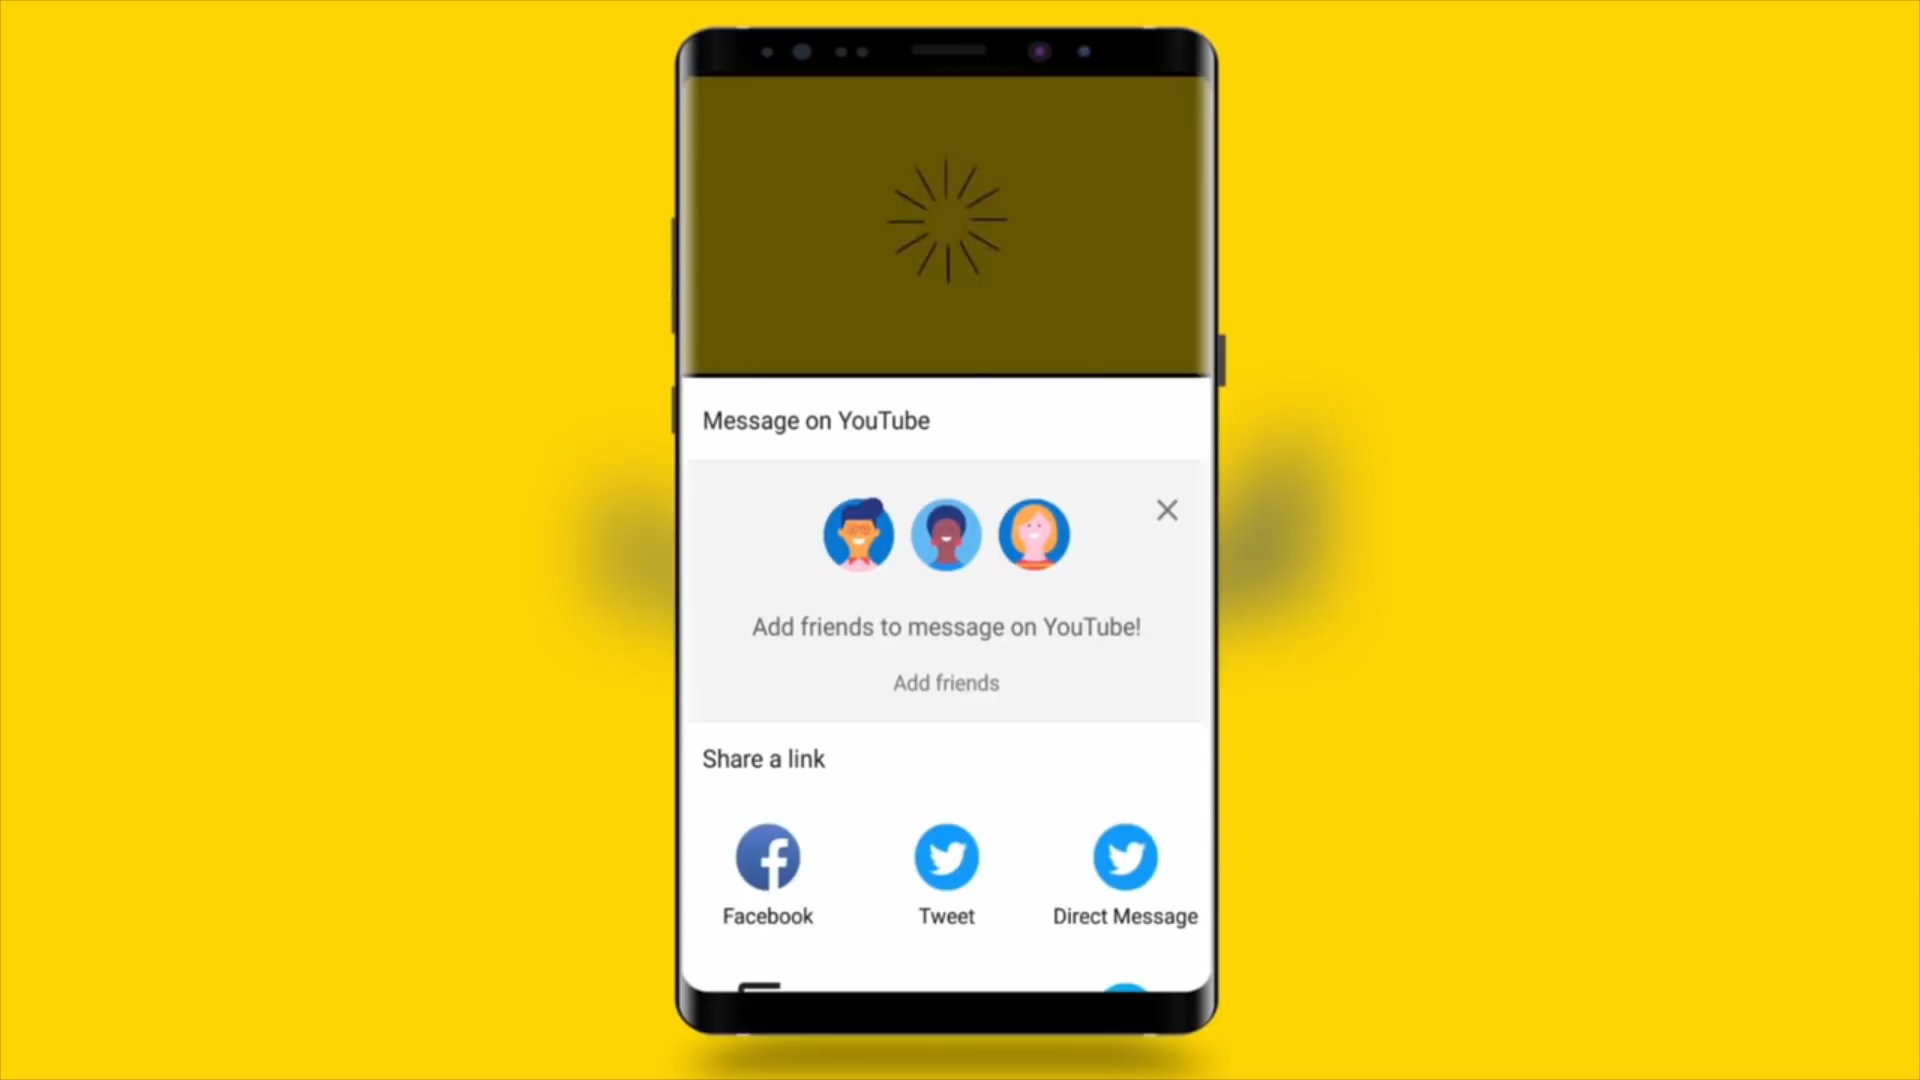 Message on YouTube
Add friends to message on YouTube!
Add friends
Share a link
Facebook
Tweet
Direct Message